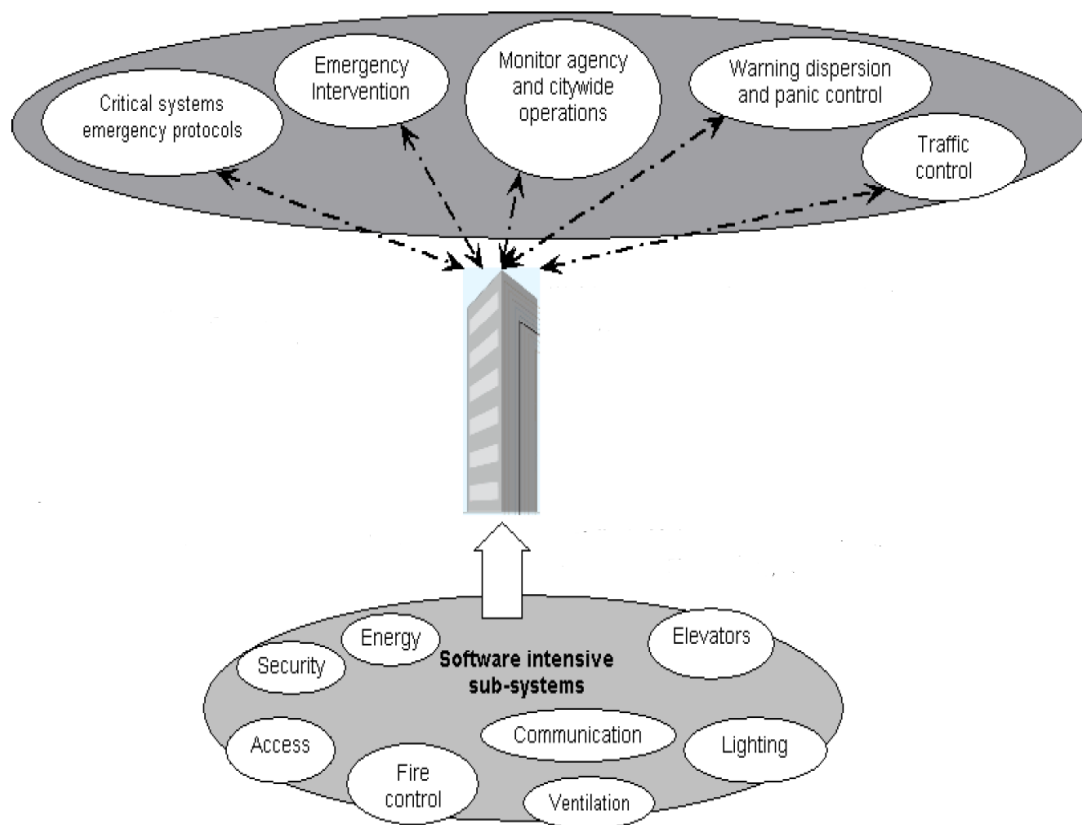 Critical systems
emergency protocols
Emergency
Intervention
Monitor agency
and citywide
operations
Warning dispersion
and panic control
Traffic
control
Energy
Security
Software intensive
sub-systems
Elevators
Access
Fire
control
Communication
Ventilation
Lighting